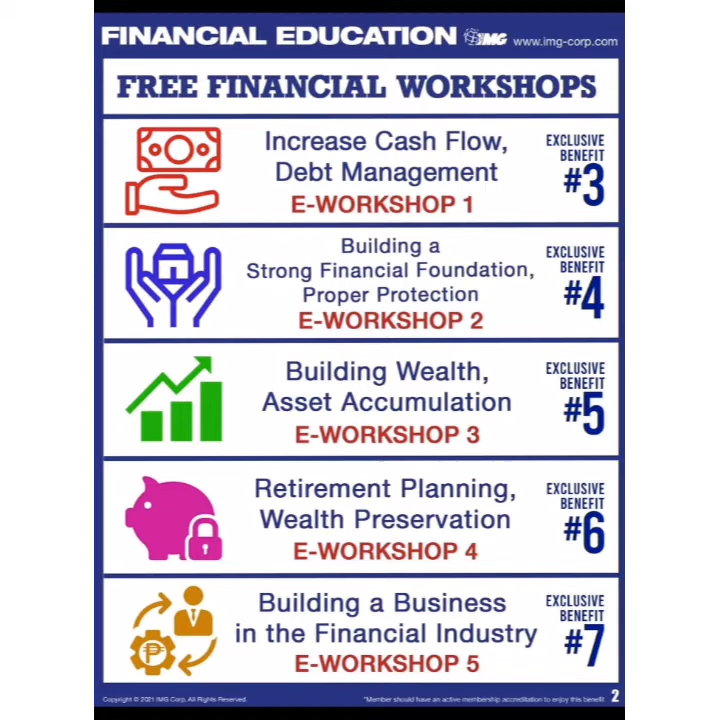 FINANCIAL EDUCATION IMG www.img-corp.com
FREE FINANCIAL WORKSHOPS
Increase Cash Flow,
Debt Management
E-WORKSHOP 1
EXCLUSIVE
BENEFIT
#3
Building a
Strong Financial Foundation,
Proper Protection
E-WORKSHOP 2
EXCLUSIVE
BENEFIT
#4
Building Wealth,
Asset Accumulation
E-WORKSHOP 3
EXCLUSIVE
BENEFIT
#5
Retirement Planning,
Wealth Preservation
E-WORKSHOP 4
EXCLUSIVE
BENEFIT
#6
₱
Building a Business
in the Financial Industry
E-WORKSHOP 5
EXCLUSIVE
BENEFIT
#7
Copyright © 2021 IMG Corp. All Rights Reserved.
*Member should have an active membership accreditation to enjoy this benefit 2